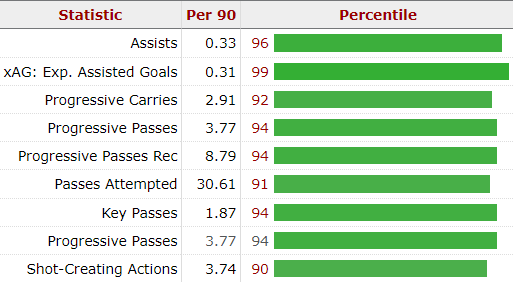 Statistic Per 90 Percentile
Assists 0.33 96
xAG: Exp. Assisted Goals 0.31 99
Progressive Carries 2.91 92
Progressive Passes 3.77 94
Progressive Passes Rec 8.79 94
Passes Attempted 30.61 91
Key Passes 1.87 94
Progressive Passes 3.77 94
Shot-Creating Actions 3.74 90